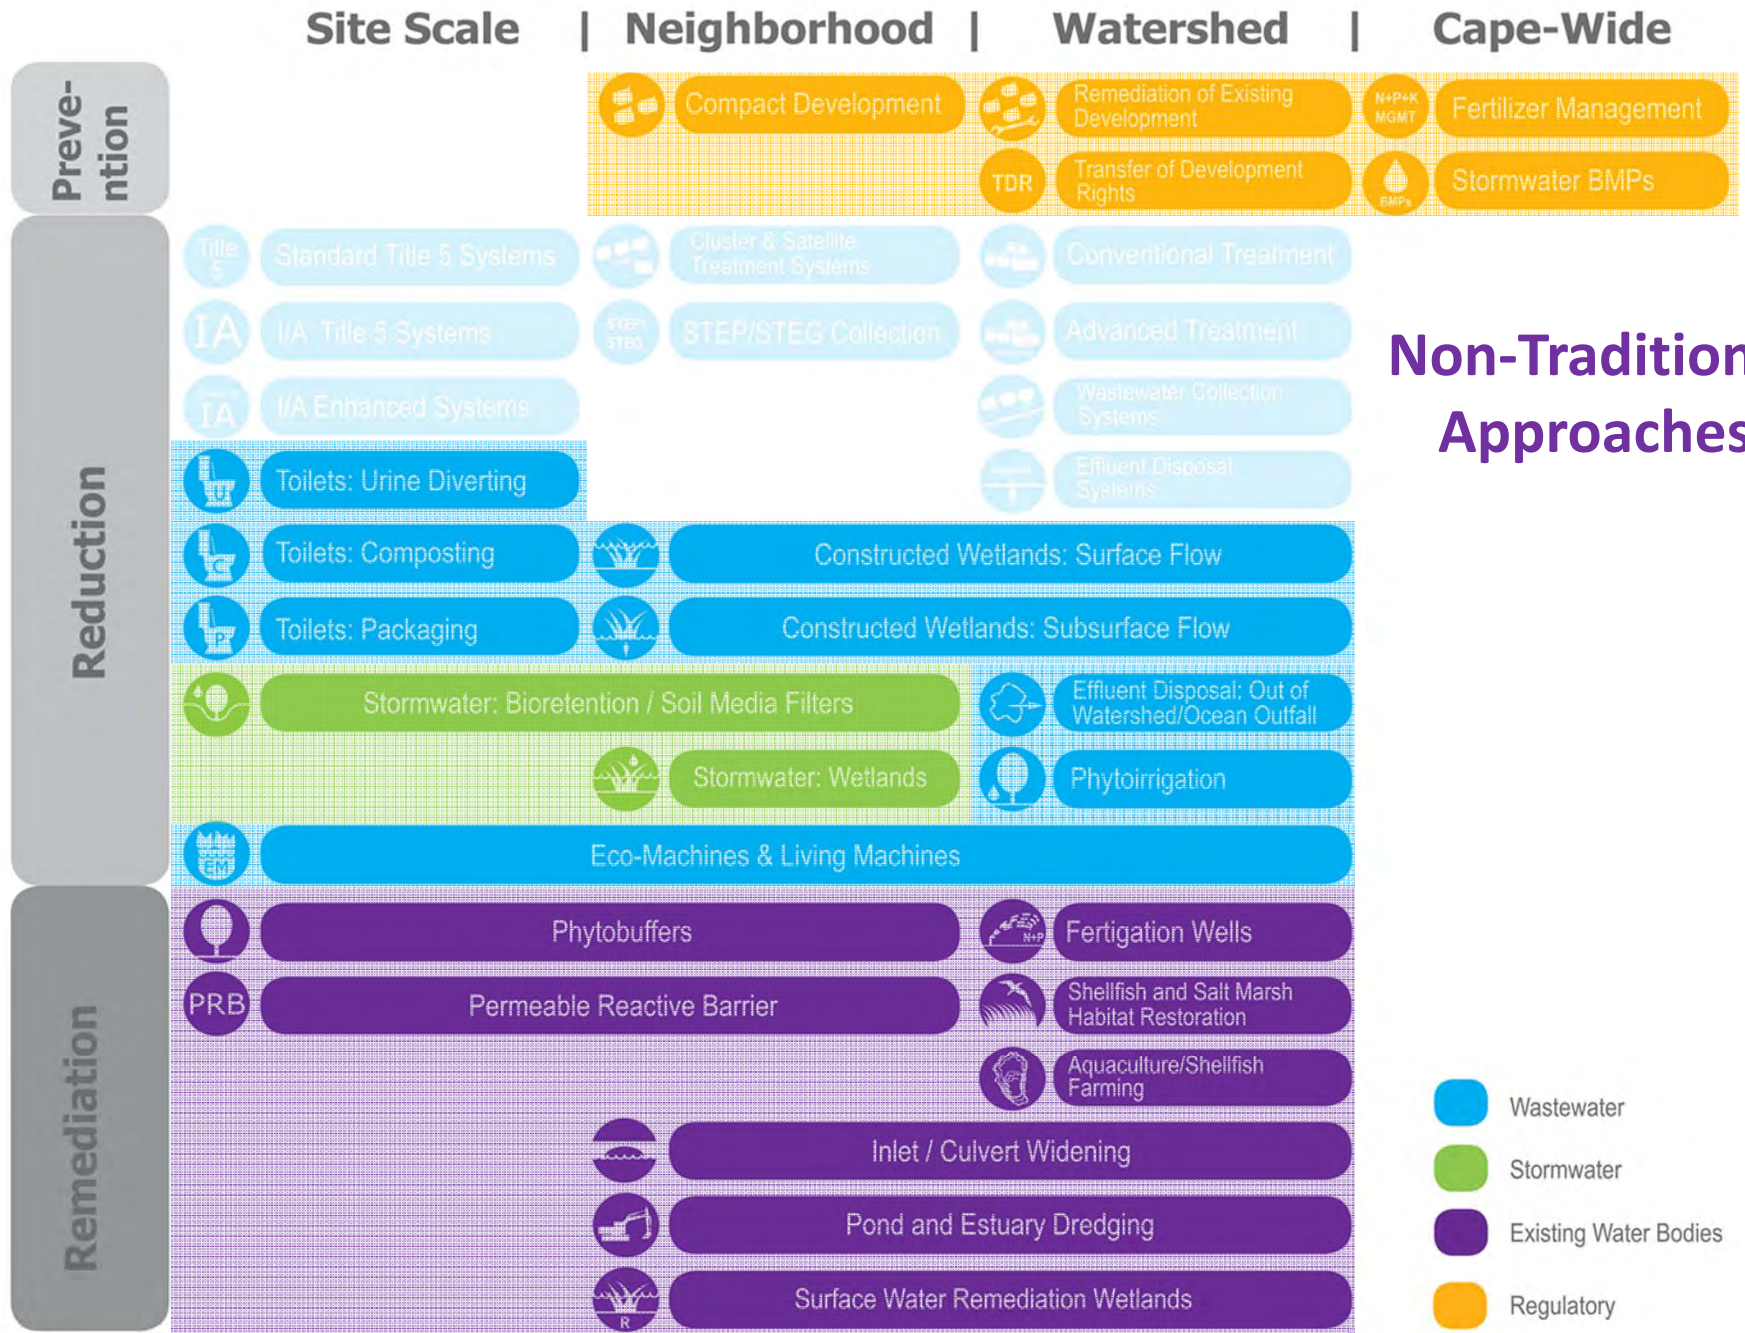 Site Scale | Neighborhood | Watershed | Cape-Wide
Preve-
ntion
Compact Development
Remediation of Existing
Development
N+P+K
MGMT
Fertilizer Management
TDR
Transfer of Development
Rights
BMPs
Stormwater BMPs
Reduction
Title
5
Standard Title 5 Systems
Cluster & Satellite
Treatment Systems
Conventional Treatment
IA
I/A Title 5 Systems
STEP/
STEG
STEP/STEG Collection
Advanced Treatment
Non-Tradition
Approaches
IA
I/A Enhanced Systems
Wastewater Collection
Systems
Toilets: Urine Diverting
Effluent Disposal
Systems
C
Toilets: Composting
Constructed Wetlands: Surface Flow
P
Toilets: Packaging
Constructed Wetlands: Subsurface Flow
Stormwater: Bioretention / Soil Media Filters
Effluent Disposal: Out of
Watershed/Ocean Outfall
Stormwater: Wetlands
Phytoirrigation
EM
Eco-Machines & Living Machines
Remediation
Phytobuffers
N+P
Fertigation Wells
PRB
Permeable Reactive Barrier
Shellfish and Salt Marsh
Habitat Restoration
Aquaculture/Shellfish
Farming
Inlet / Culvert Widening
Pond and Estuary Dredging
R
Surface Water Remediation Wetlands
Wastewater
Stormwater
Existing Water Bodies
Regulatory